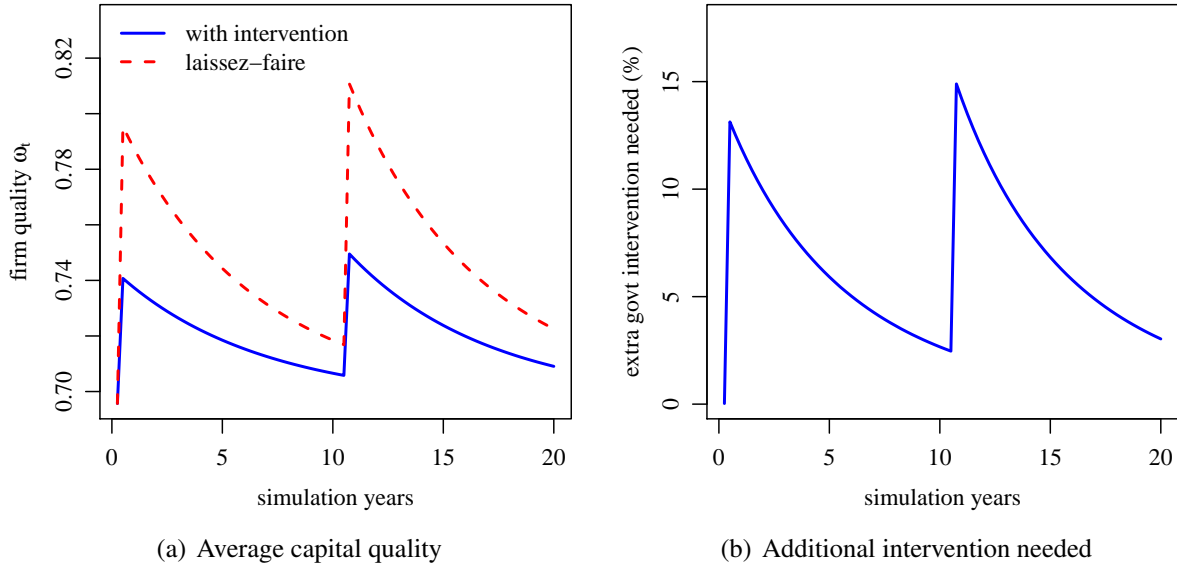 with intervention
laissez−faire
firm quality ωt
0.82
0.78
0.74
0.70
0
5
10
15
20
simulation years
(a) Average capital quality
extra govt intervention needed (%)
15
10
5
0
0
5
10
15
20
simulation years
(b) Additional intervention needed